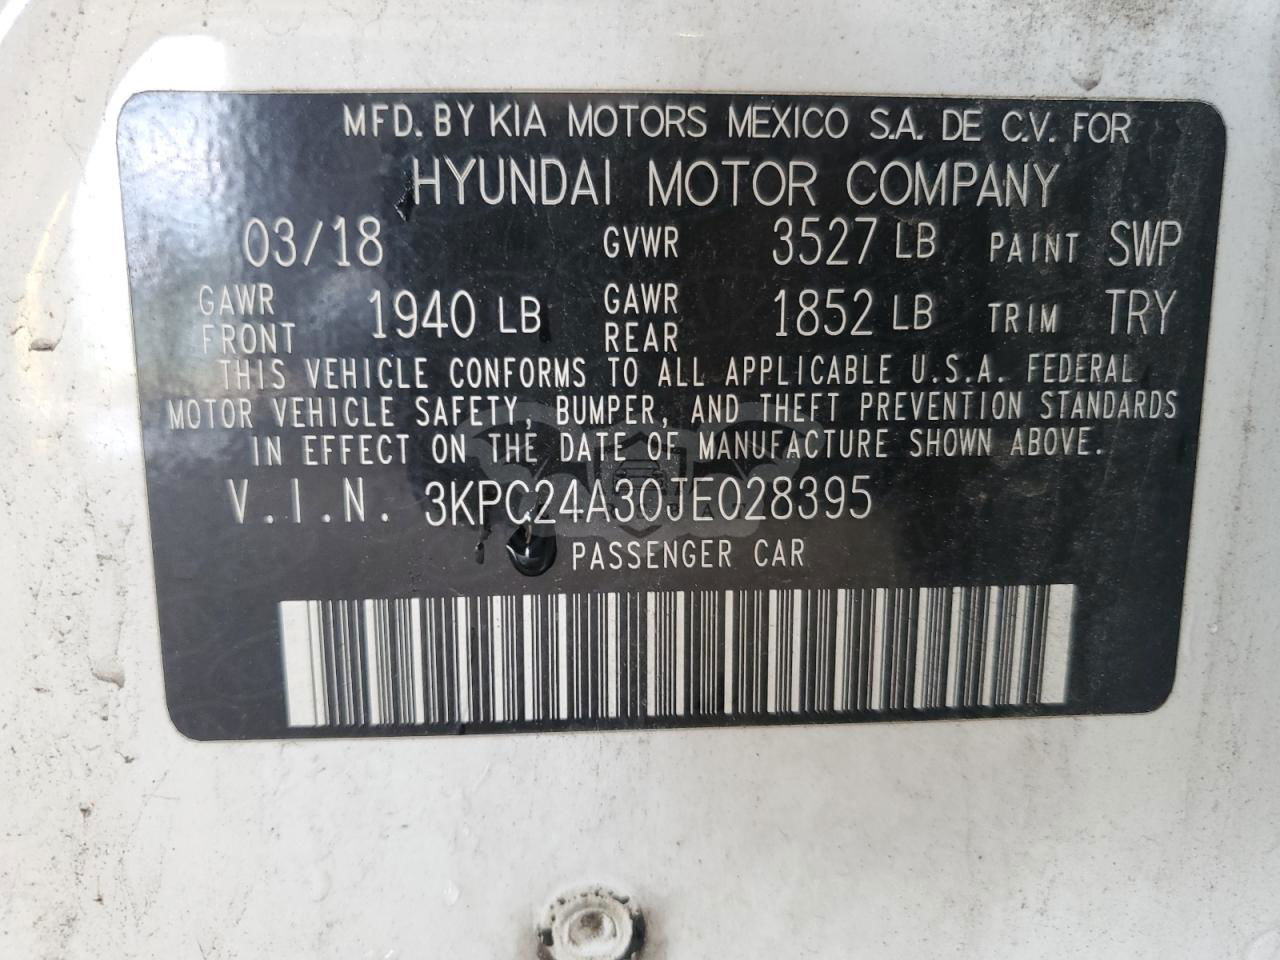 MFD. BY KIA MOTORS MEXICO S.A. DE C.V. FOR
HYUNDAI MOTOR COMPANY
03/18 GVWR 3527 LB PAINT SWP
GAWR FRONT 1940 LB GAWR REAR 1852 LB TRIM TRY
THIS VEHICLE CONFORMS TO ALL APPLICABLE U.S.A. FEDERAL
MOTOR VEHICLE SAFETY, BUMPER, AND THEFT PREVENTION STANDARDS
IN EFFECT ON THE DATE OF MANUFACTURE SHOWN ABOVE.
V.I.N. 3KPC24A30JE028395
PASSENGER CAR